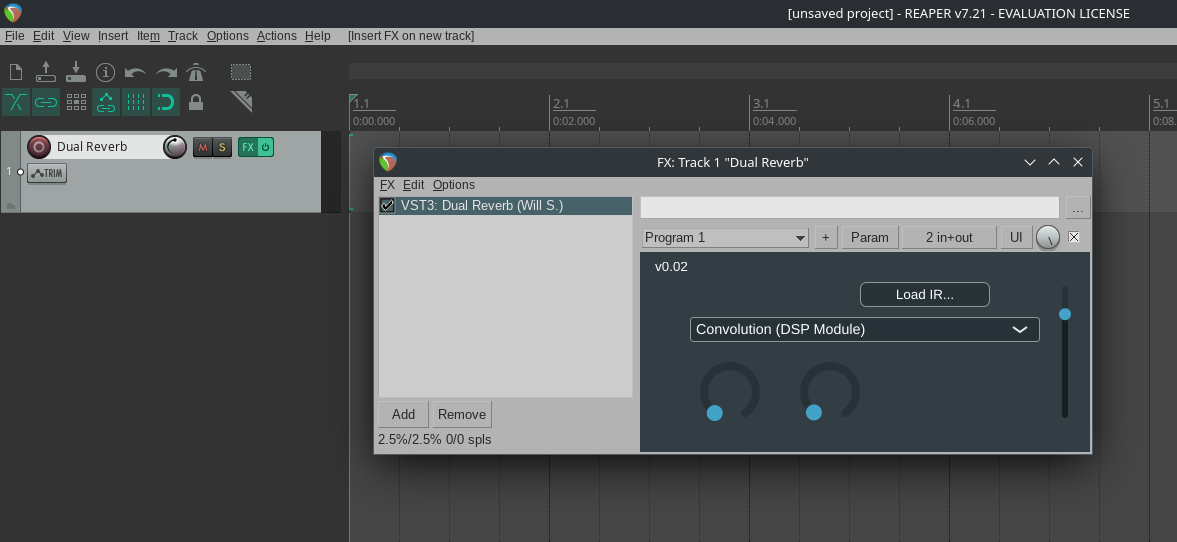 [unsaved project] - REAPER v7.21 - EVALUATION LICENSE
File Edit View Insert Item Track Options Actions Help [Insert FX on new track]
1.1 2.1 3.1 4.1 5.1
0:00.000 0:02.000 0:04.000 0:06.000 0:08.
Dual Reverb M S FX
1 TRIM
FX: Track 1 "Dual Reverb"
FX Edit Options
VST3: Dual Reverb (Will S.)
...
Program 1 + Param 2 in+out UI
v0.02
Load IR...
Convolution (DSP Module)
Add Remove
2.5%/2.5% 0/0 spls